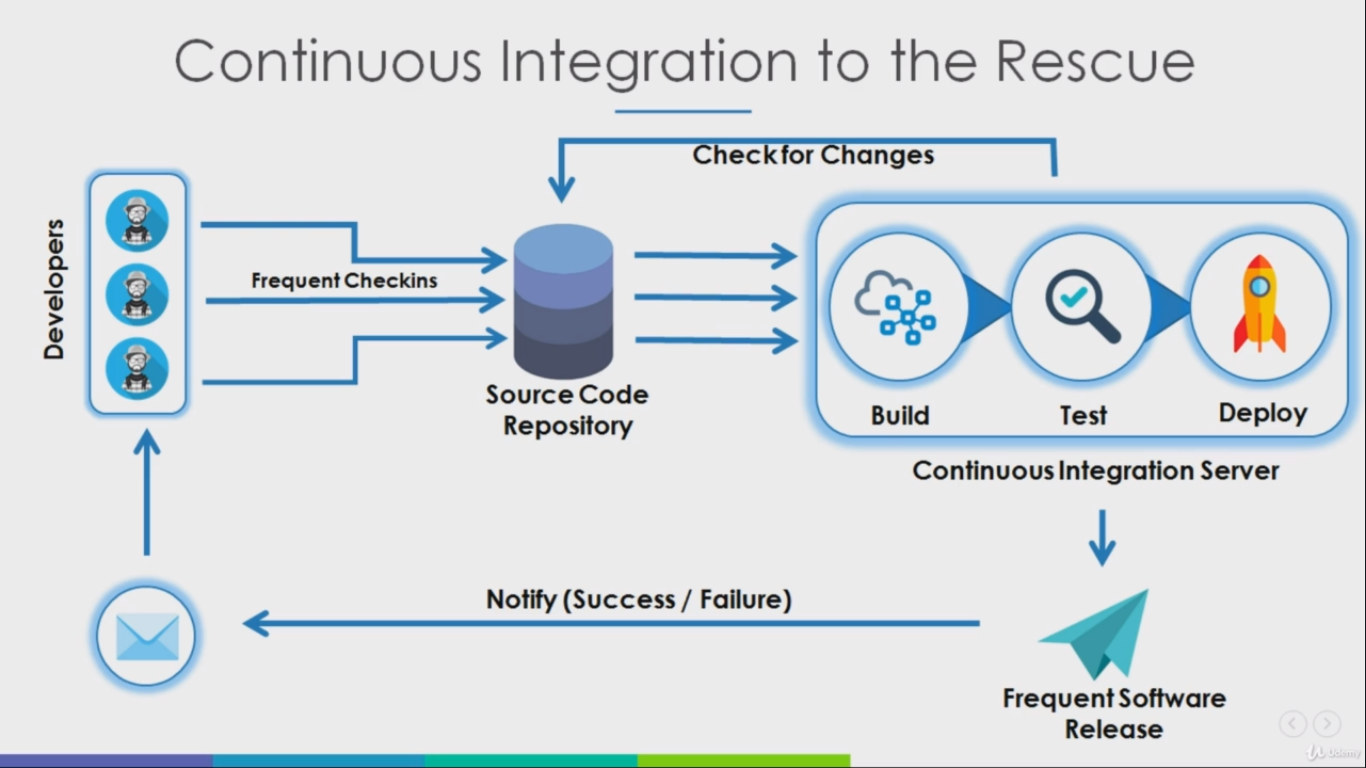 Continuous Integration to the Rescue
Check for Changes
Developers
Frequent Checkins
Source Code
Repository
Build
Test
Deploy
Continuous Integration Server
Notify (Success / Failure)
Frequent Software
Release
Udemy